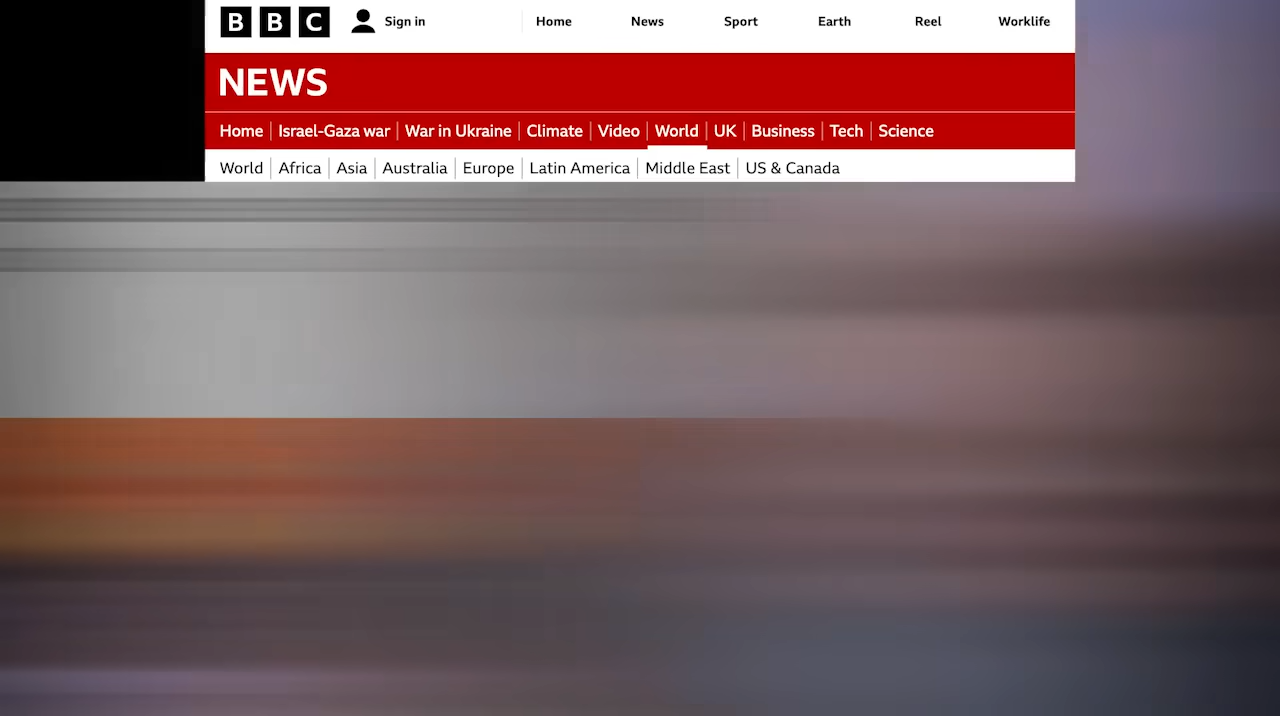 BBC Sign in Home News Sport Earth Reel Worklife
NEWS
Home Israel-Gaza war War in Ukraine Climate Video World UK Business Tech Science
World Africa Asia Australia Europe Latin America Middle East US & Canada